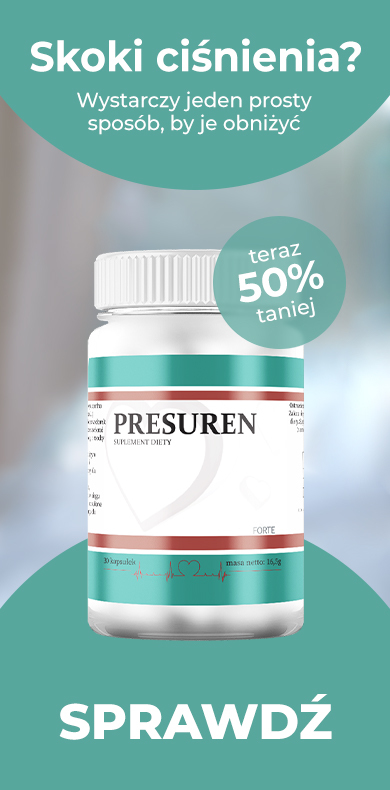 Skoki ciśnienia?
Wystarczy jeden prosty
sposób, by je obniżyć
teraz
50%
taniej
PRESUREN
SUPLEMENT DIETY
FORTE
30 kapsułek
masa netto: 16,5g
SPRAWDŹ